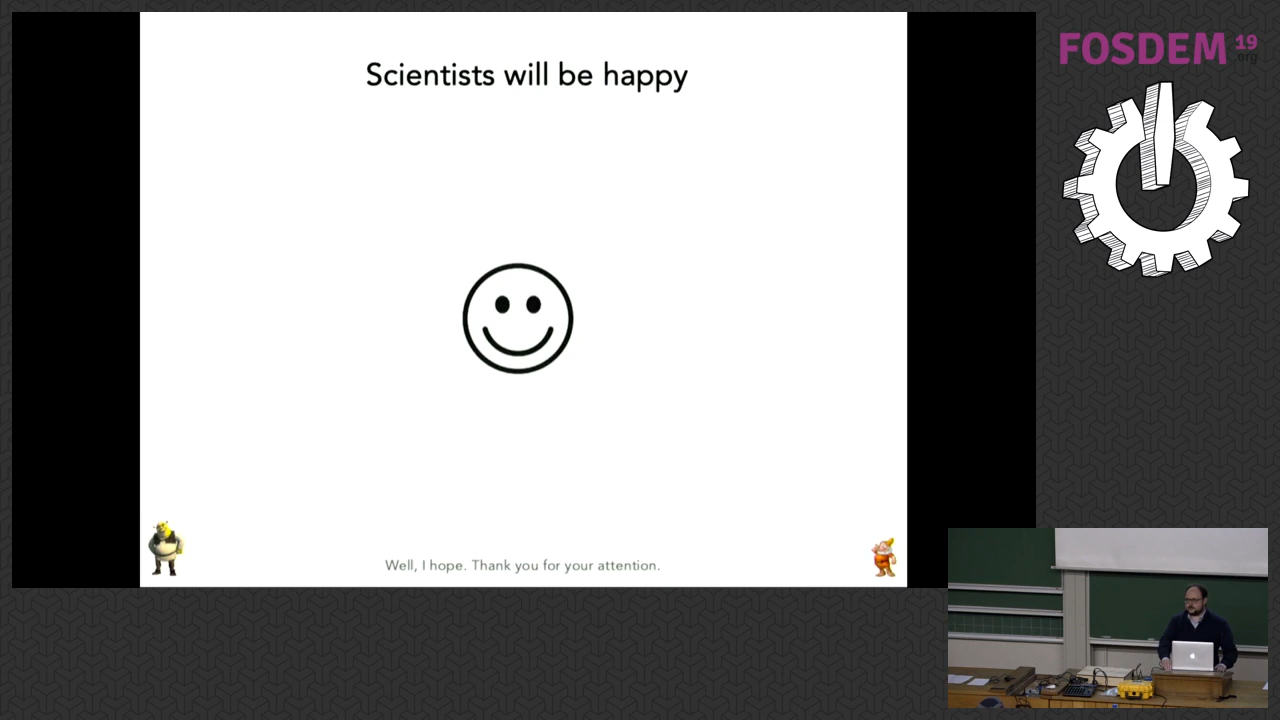 Scientists will be happy
Well, I hope. Thank you for your attention.
FOSDEM 19
.org